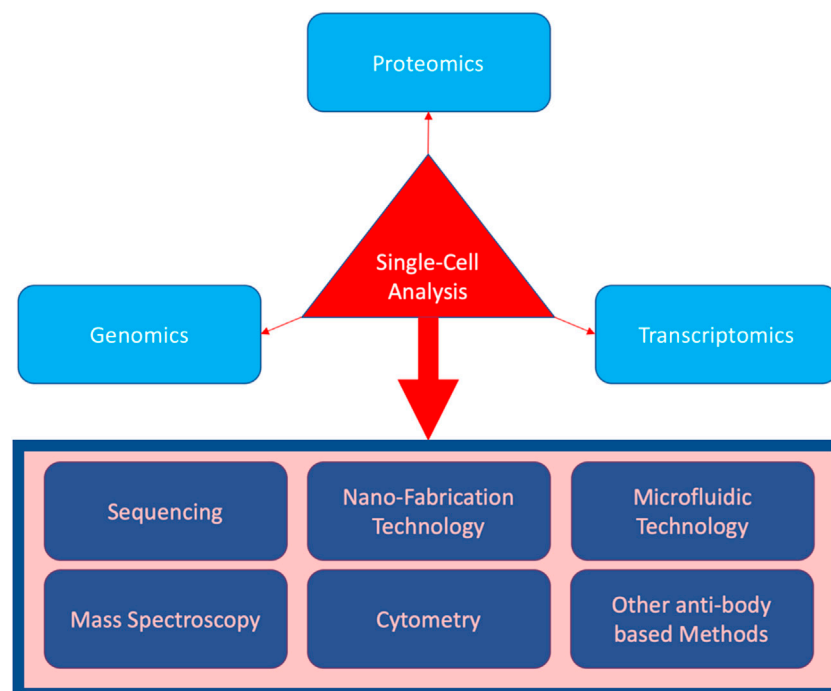 Proteomics
Single-Cell
Analysis
Genomics
Transcriptomics
Sequencing
Nano-Fabrication
Technology
Microfluidic
Technology
Mass Spectroscopy
Cytometry
Other anti-body
based Methods